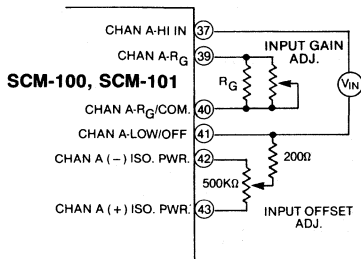 CHAN A-HI IN 37
CHAN A-RG 39
INPUT GAIN
ADJ.
SCM-100, SCM-101
RG
VIN
CHAN A-RG/COM. 40
CHAN A-LOW/OFF 41
200Ω
CHAN A (−) ISO. PWR. 42
500KΩ
CHAN A (+) ISO. PWR. 43
INPUT OFFSET
ADJ.